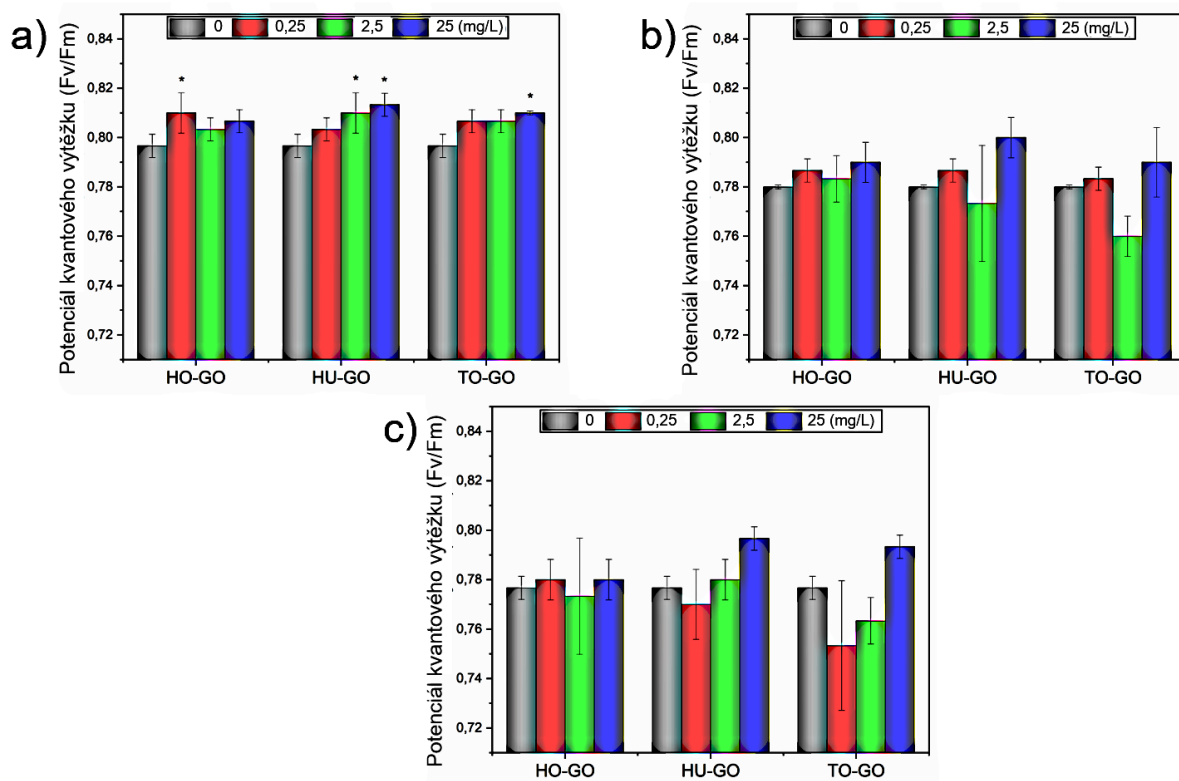 a)
0 0,25 2,5 25 (mg/L)
Potenciál kvantového výtěžku (Fv/Fm)
0,84
0,82
0,80
0,78
0,76
0,74
0,72
*
* *
*
HO-GO HU-GO TO-GO
b)
0 0,25 2,5 25 (mg/L)
Potenciál kvantového výtěžku (Fv/Fm)
0,84
0,82
0,80
0,78
0,76
0,74
0,72
HO-GO HU-GO TO-GO
c)
0 0,25 2,5 25 (mg/L)
Potenciál kvantového výtěžku (Fv/Fm)
0,84
0,82
0,80
0,78
0,76
0,74
0,72
HO-GO HU-GO TO-GO